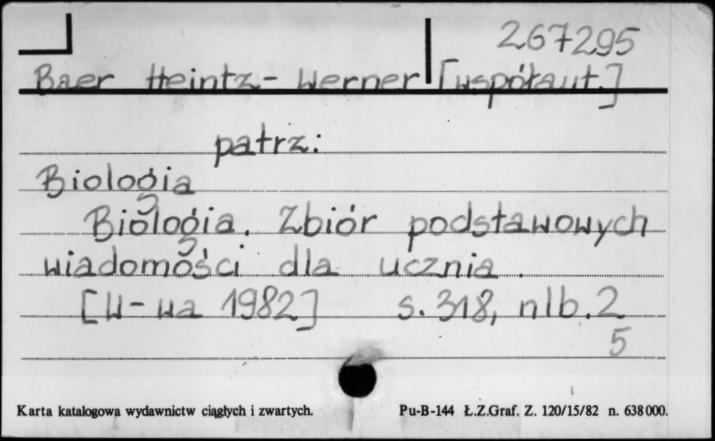 267295
Baer Heintz-Werner [współaut.]
patrz:
Biologia
Biologia. Zbiór podstawowych
wiadomości dla ucznia.
[W-wa 1982] s. 318, nlb. 2
5
Karta katalogowa wydawnictw ciągłych i zwartych. Pu-B-144 Ł.Z.Graf. Z. 120/15/82 n. 638000.